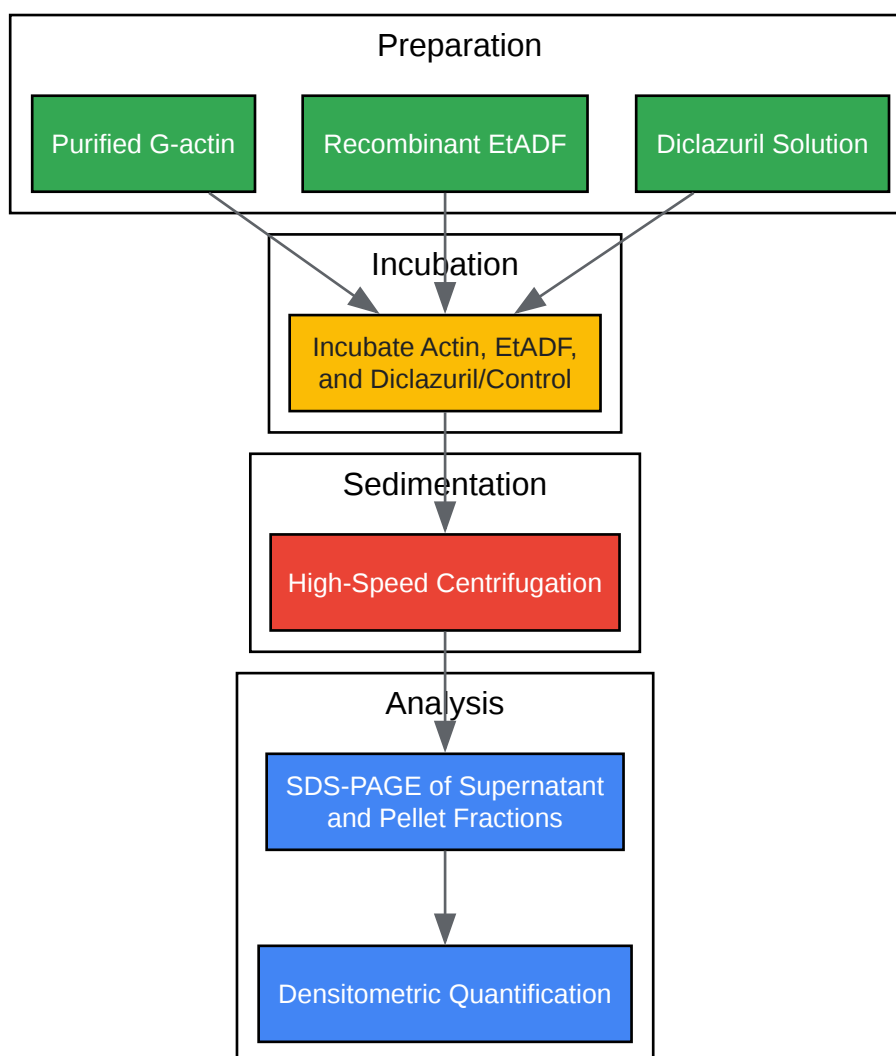 Preparation
Purified G-actin
Recombinant EtADF
Diclazuril Solution
Incubation
Incubate Actin, EtADF,
and Diclazuril/Control
Sedimentation
High-Speed Centrifugation
Analysis
SDS-PAGE of Supernatant
and Pellet Fractions
Densitometric Quantification